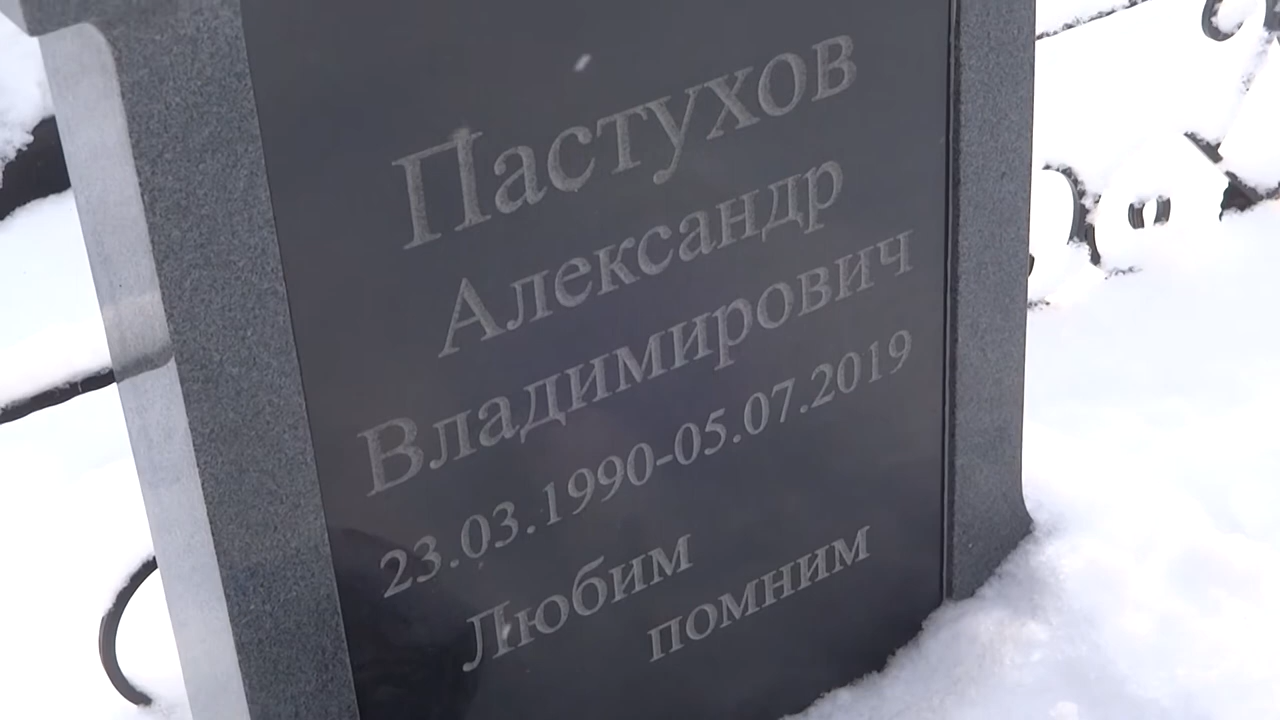 Пастухов
Александр
Владимирович
23.03.1990-05.07.2019
Любим
помним